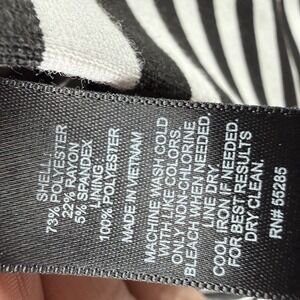 SHELL
73% POLYESTER
22% RAYON
5% SPANDEX
LINING
100% POLYESTER
MADE IN VIETNAM
MACHINE WASH COLD
WITH LIKE COLORS.
ONLY NON-CHLORINE
BLEACH WHEN NEEDED.
LINE DRY.
COOL IRON IF NEEDED.
FOR BEST RESULTS
DRY CLEAN.
RN# 55285